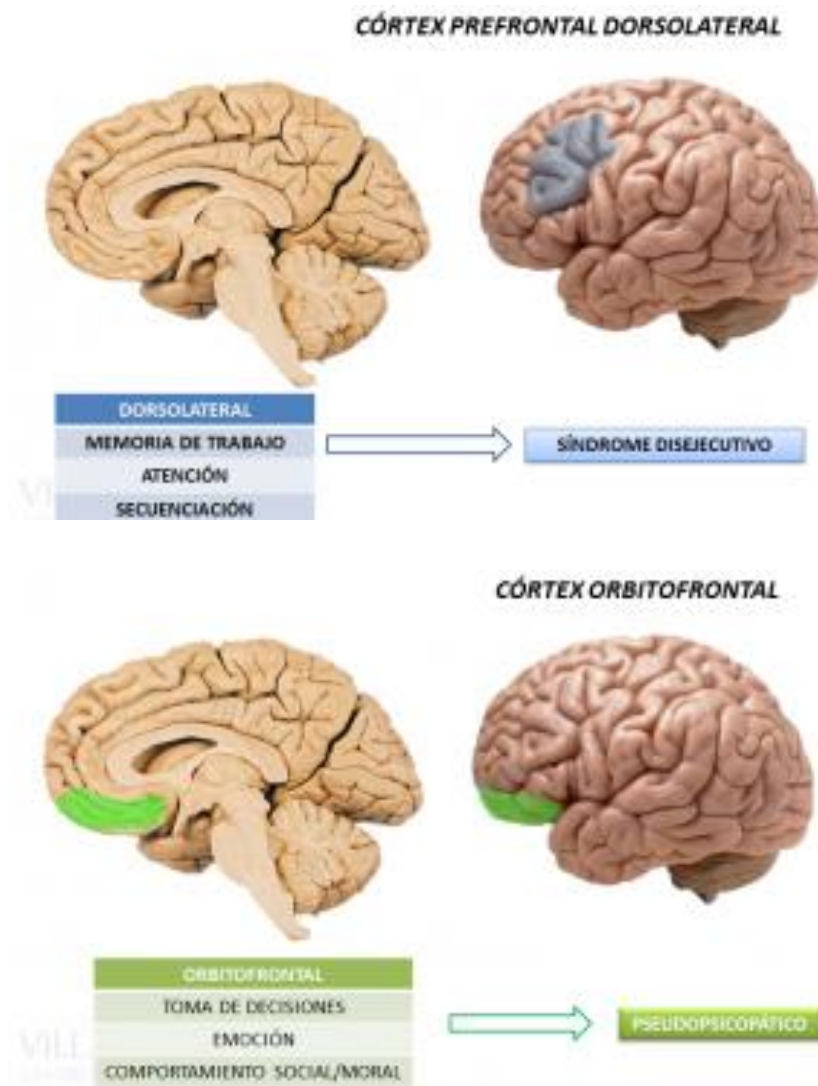 CÓRTEX PREFRONTAL DORSOLATERAL
DORSOLATERAL
MEMORIA DE TRABAJO
ATENCIÓN
SECUENCIACIÓN
SÍNDROME DISEJECUTIVO
CÓRTEX ORBITOFRONTAL
ORBITOFRONTAL
TOMA DE DECISIONES
EMOCIÓN
COMPORTAMIENTO SOCIAL/MORAL
PSEUDOPSICOPÁTICO